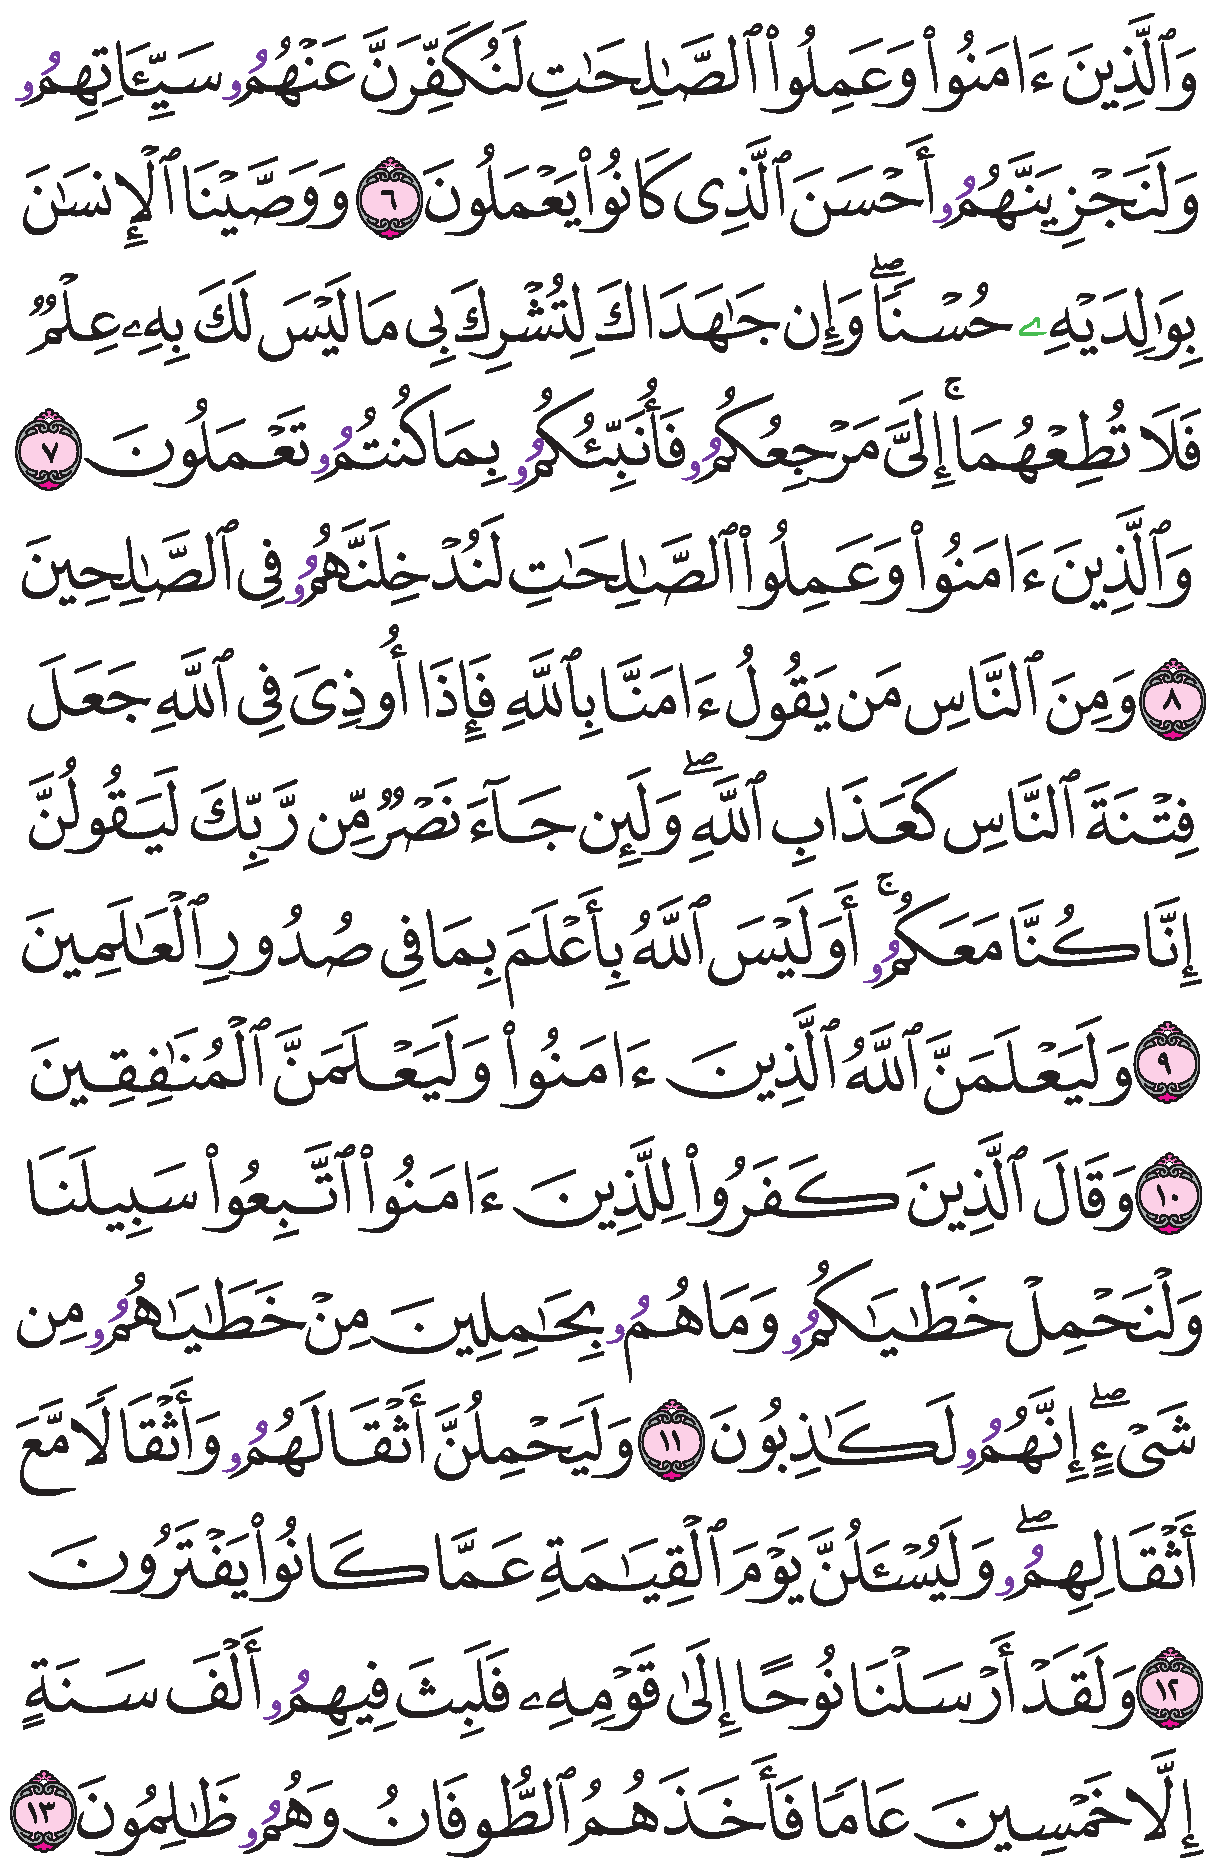 وَٱلَّذِينَ ءَامَنُوا۟ وَعَمِلُوا۟ ٱلصَّـٰلِحَـٰتِ لَنُكَفِّرَنَّ عَنْهُمُۥ سَيِّـَٔاتِهِمُۥ
وَلَنَجْزِيَنَّهُمُۥٓ أَحْسَنَ ٱلَّذِى كَانُوا۟ يَعْمَلُونَ ٦ وَوَصَّيْنَا ٱلْإِنسَـٰنَ
بِوَٰلِدَيْهِۦ حُسْنًاۖ وَإِن جَـٰهَدَاكَ لِتُشْرِكَ بِى مَا لَيْسَ لَكَ بِهِۦ عِلْمٌ
فَلَا تُطِعْهُمَاۚ إِلَىَّ مَرْجِعُكُمُۥ فَأُنَبِّئُكُمُۥ بِمَا كُنتُمُۥ تَعْمَلُونَ ٧
وَٱلَّذِينَ ءَامَنُوا۟ وَعَمِلُوا۟ ٱلصَّـٰلِحَـٰتِ لَنُدْخِلَنَّهُمُۥ فِى ٱلصَّـٰلِحِينَ
٨ وَمِنَ ٱلنَّاسِ مَن يَقُولُ ءَامَنَّا بِٱللَّهِ فَإِذَا أُوذِىَ فِى ٱللَّهِ جَعَلَ
فِتْنَةَ ٱلنَّاسِ كَعَذَابِ ٱللَّهِۖ وَلَئِن جَآءَ نَصْرٌ مِّن رَّبِّكَ لَيَقُولُنَّ
إِنَّا كُنَّا مَعَكُمُۥۚ أَوَلَيْسَ ٱللَّهُ بِأَعْلَمَ بِمَا فِى صُدُورِ ٱلْعَـٰلَمِينَ
٩ وَلَيَعْلَمَنَّ ٱللَّهُ ٱلَّذِينَ ءَامَنُوا۟ وَلَيَعْلَمَنَّ ٱلْمُنَـٰفِقِينَ
١٠ وَقَالَ ٱلَّذِينَ كَفَرُوا۟ لِلَّذِينَ ءَامَنُوا۟ ٱتَّبِعُوا۟ سَبِيلَنَا
وَلْنَحْمِلْ خَطَـٰيَـٰكُمُۥ وَمَا هُمُۥ بِحَـٰمِلِينَ مِنْ خَطَـٰيَـٰهُمُۥ مِن
شَىْءٍۖ إِنَّهُمُۥ لَكَـٰذِبُونَ ١١ وَلَيَحْمِلُنَّ أَثْقَالَهُمُۥ وَأَثْقَالًا مَّعَ
أَثْقَالِهِمُۥۖ وَلَيُسْـَٔلُنَّ يَوْمَ ٱلْقِيَـٰمَةِ عَمَّا كَانُوا۟ يَفْتَرُونَ
١٢ وَلَقَدْ أَرْسَلْنَا نُوحًا إِلَىٰ قَوْمِهِۦ فَلَبِثَ فِيهِمُۥ أَلْفَ سَنَةٍ
إِلَّا خَمْسِينَ عَامًا فَأَخَذَهُمُ ٱلطُّوفَانُ وَهُمُۥ ظَـٰلِمُونَ ١٣